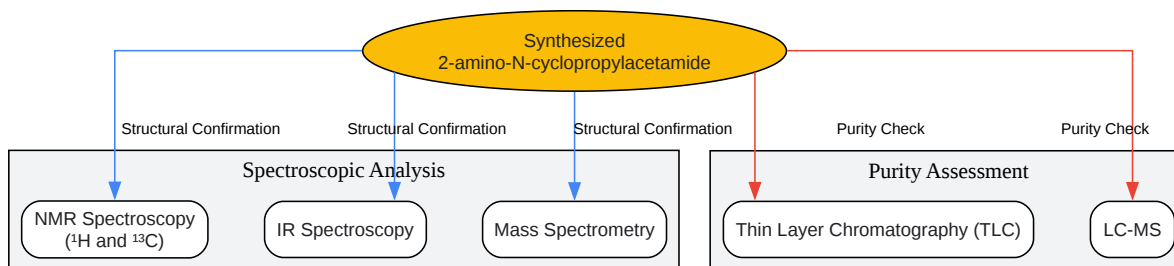 Synthesized
2-amino-N-cyclopropylacetamide
Structural Confirmation
Structural Confirmation
Structural Confirmation
Purity Check
Purity Check
Spectroscopic Analysis
Purity Assessment
NMR Spectroscopy
(¹H and ¹³C)
IR Spectroscopy
Mass Spectrometry
Thin Layer Chromatography (TLC)
LC-MS